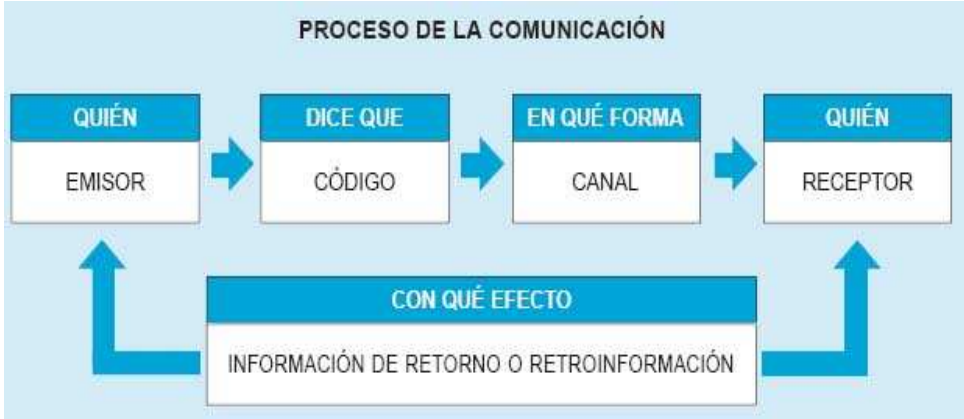 PROCESO DE LA COMUNICACIÓN
QUIÉN
EMISOR
DICE QUE
CÓDIGO
EN QUÉ FORMA
CANAL
QUIÉN
RECEPTOR
CON QUÉ EFECTO
INFORMACIÓN DE RETORNO O RETROINFORMACIÓN